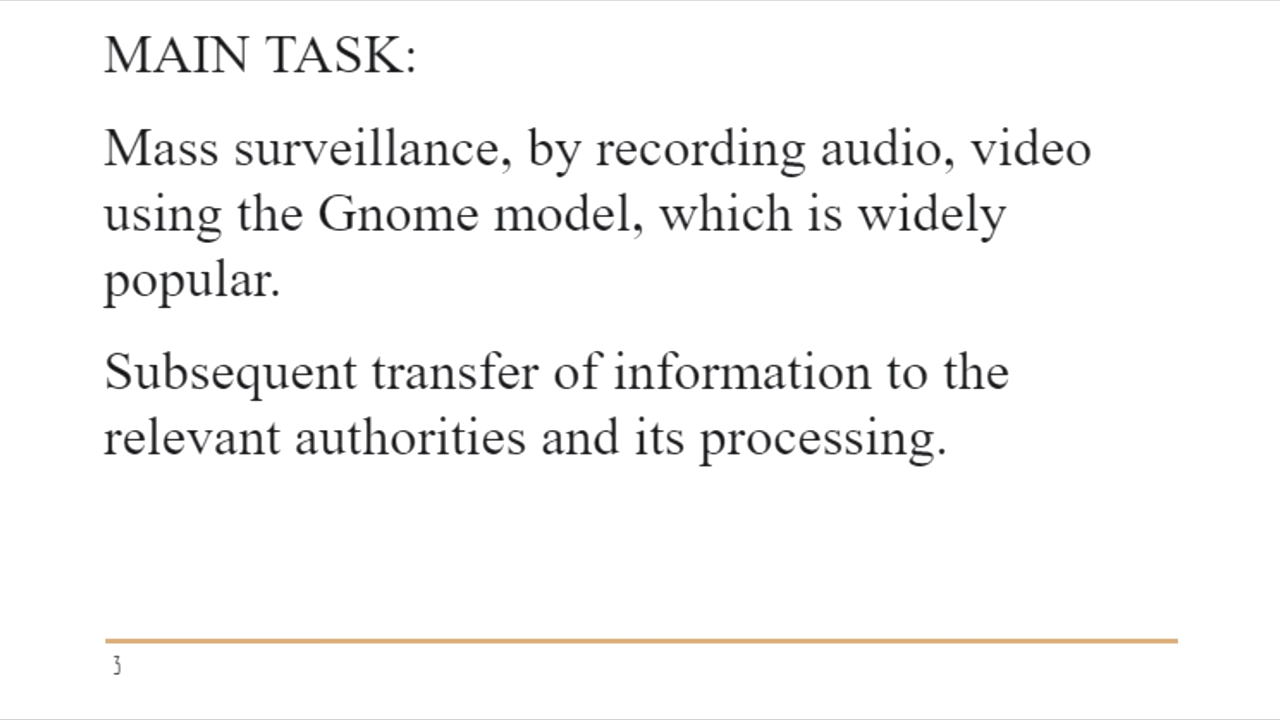 MAIN TASK:
Mass surveillance, by recording audio, video
using the Gnome model, which is widely
popular.
Subsequent transfer of information to the
relevant authorities and its processing.
3